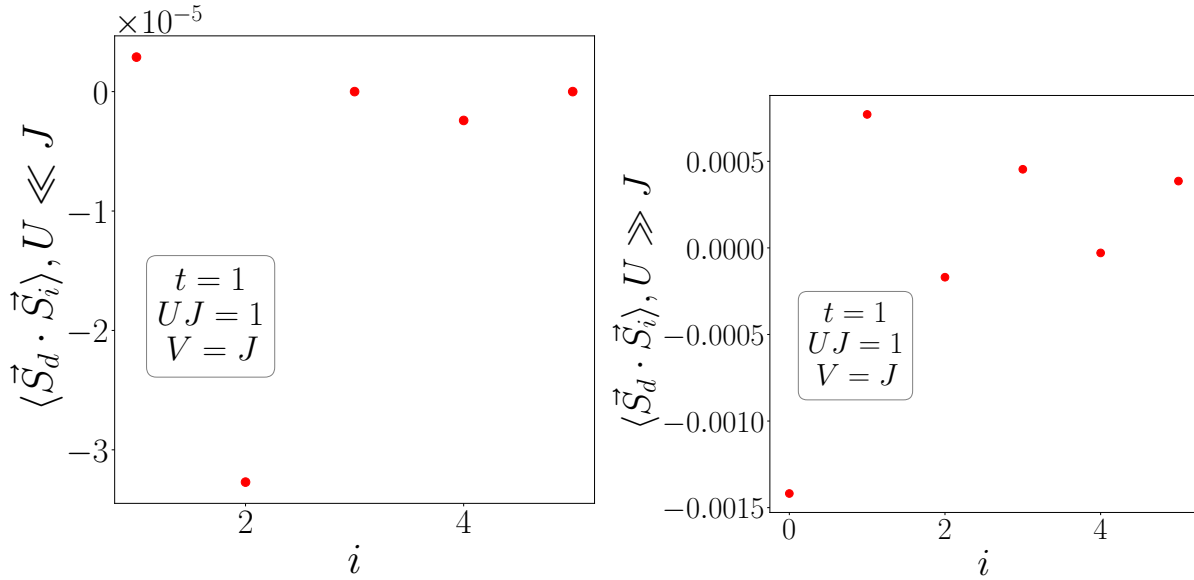 ×10⁻⁵
0
−1
−2
−3
2
4
i
⟨S⃗_d · S⃗_i⟩, U ≪ J
t = 1
UJ = 1
V = J
0.0005
0.0000
−0.0005
−0.0010
−0.0015
0
2
4
i
⟨S⃗_d · S⃗_i⟩, U ≫ J
t = 1
UJ = 1
V = J